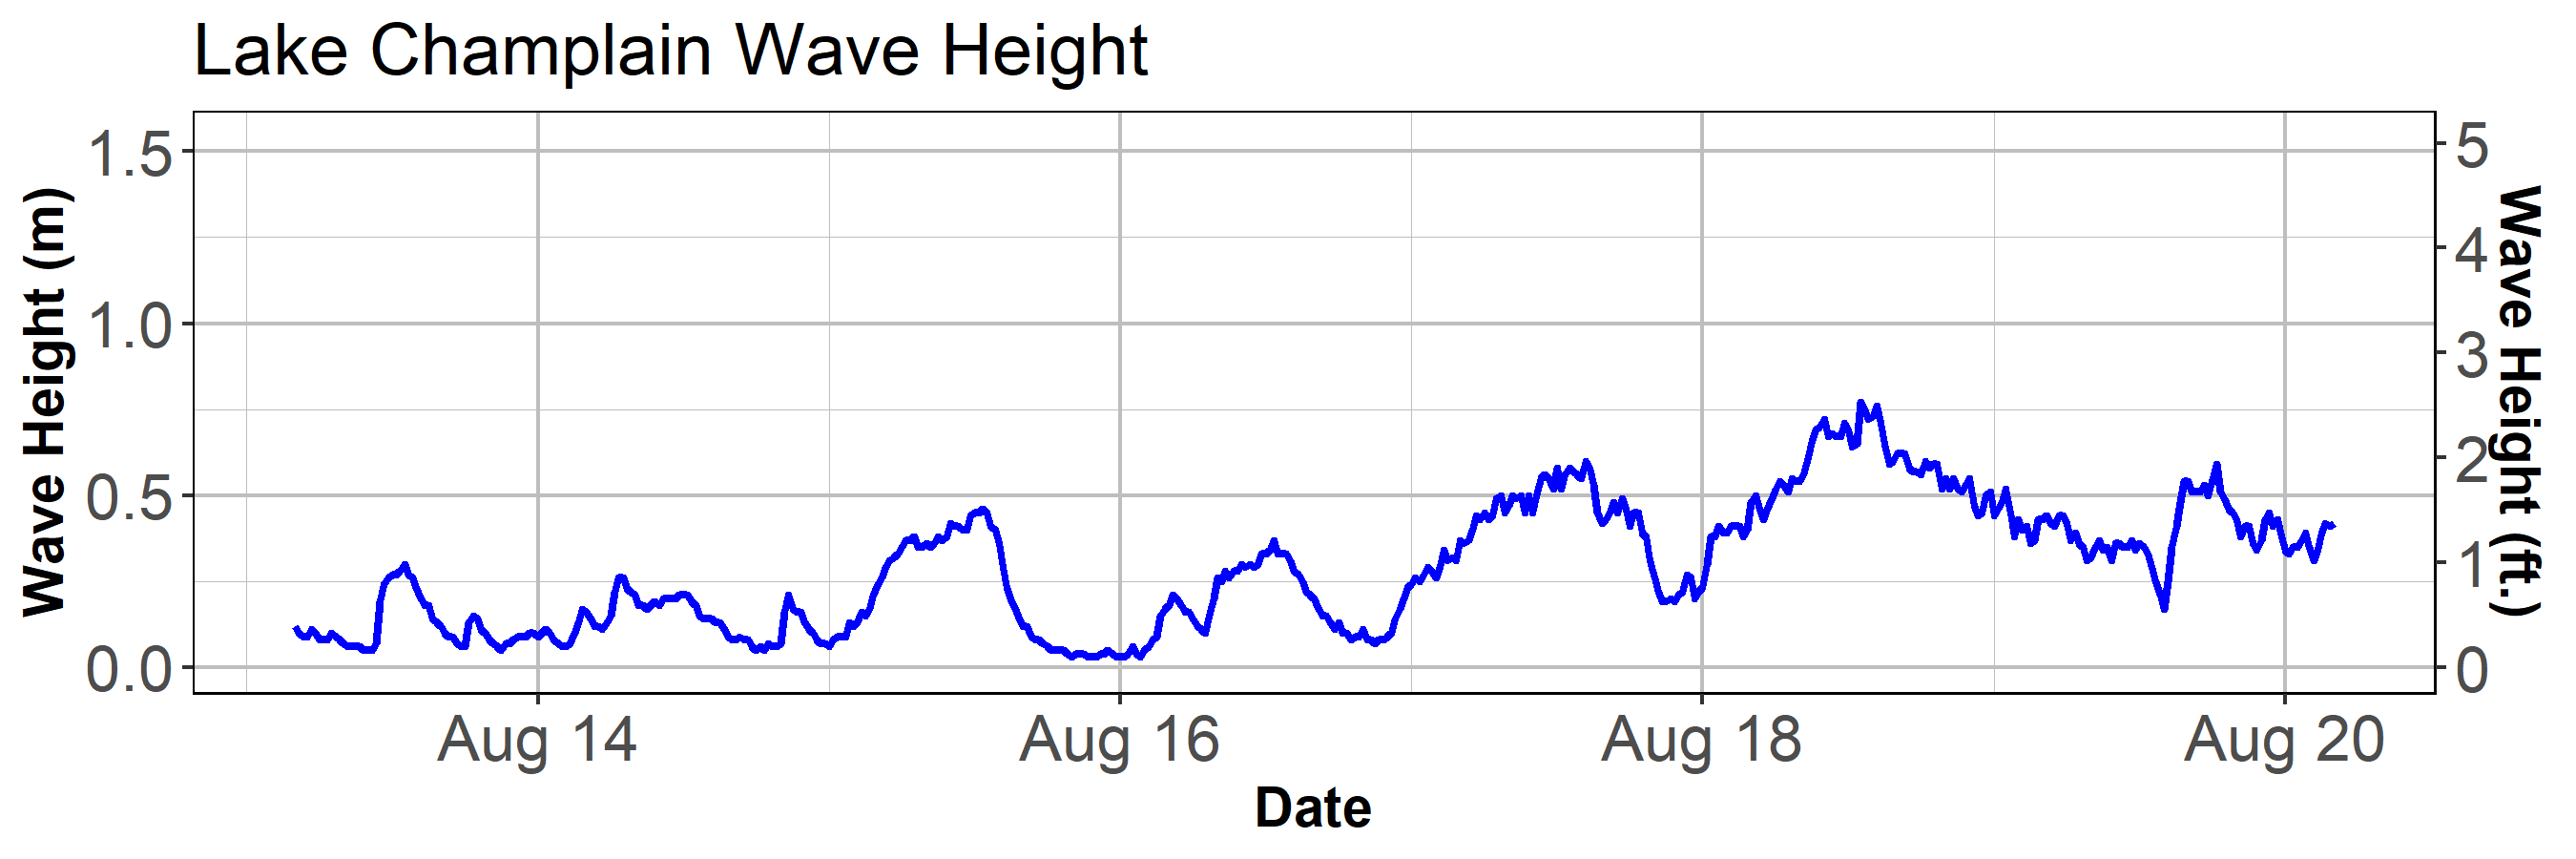 Lake Champlain Wave Height
Wave Height (m)
1.5
1.0
0.5
0.0
5
4
3
2
1
0
Wave Height (ft.)
Aug 14 Aug 16 Aug 18 Aug 20
Date